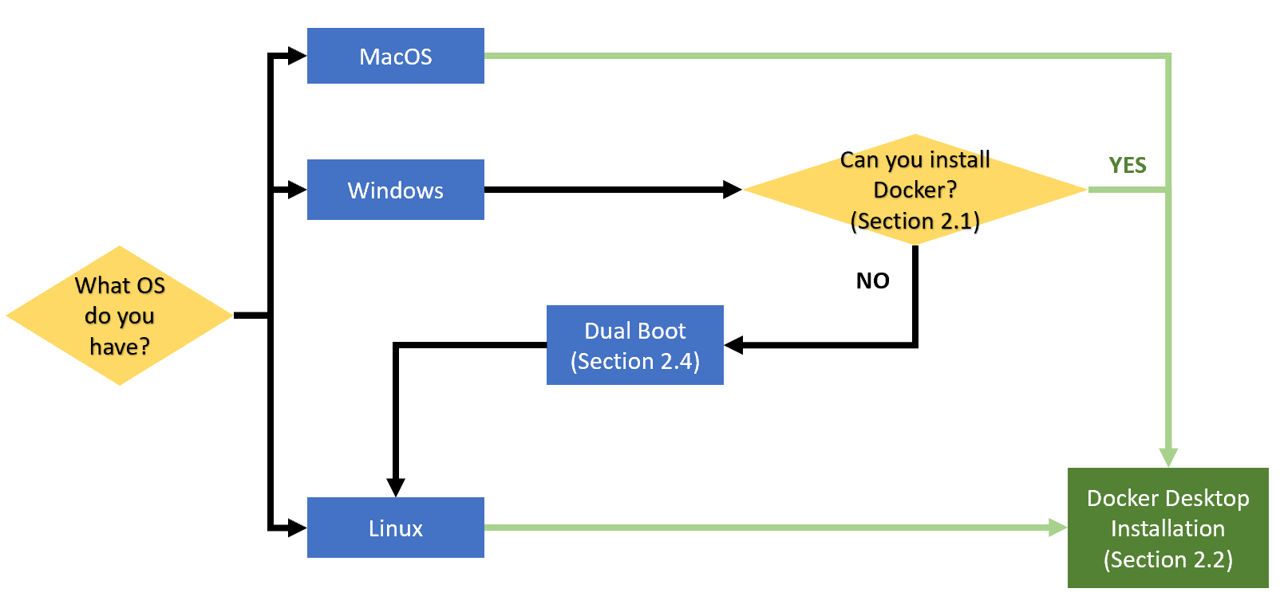 MacOS
Can you install
Docker?
(Section 2.1)
YES
Windows
NO
What OS
do you
have?
Dual Boot
(Section 2.4)
Linux
Docker Desktop
Installation
(Section 2.2)